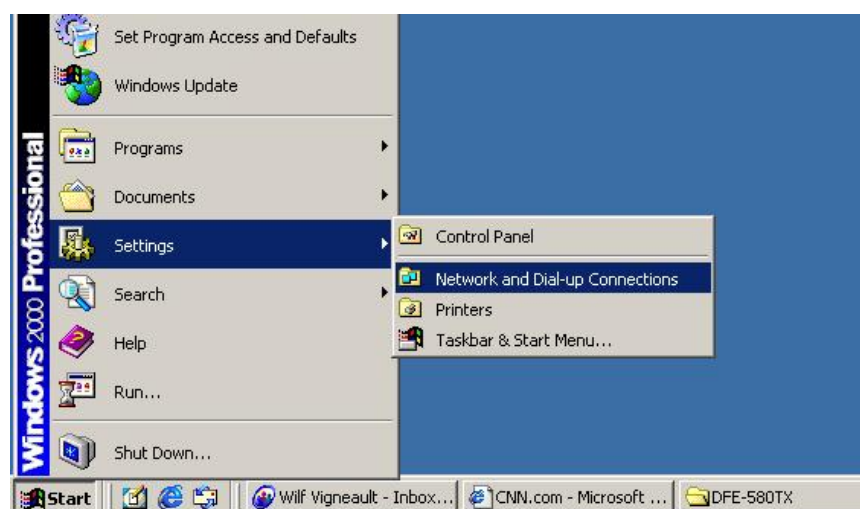 Set Program Access and Defaults
Windows Update
Programs
Documents
Settings
Search
Help
Run...
Shut Down...
Windows 2000 Professional
Control Panel
Network and Dial-up Connections
Printers
Taskbar & Start Menu...
Start
Wilf Vigneault - Inbox...
CNN.com - Microsoft ...
DFE-580TX